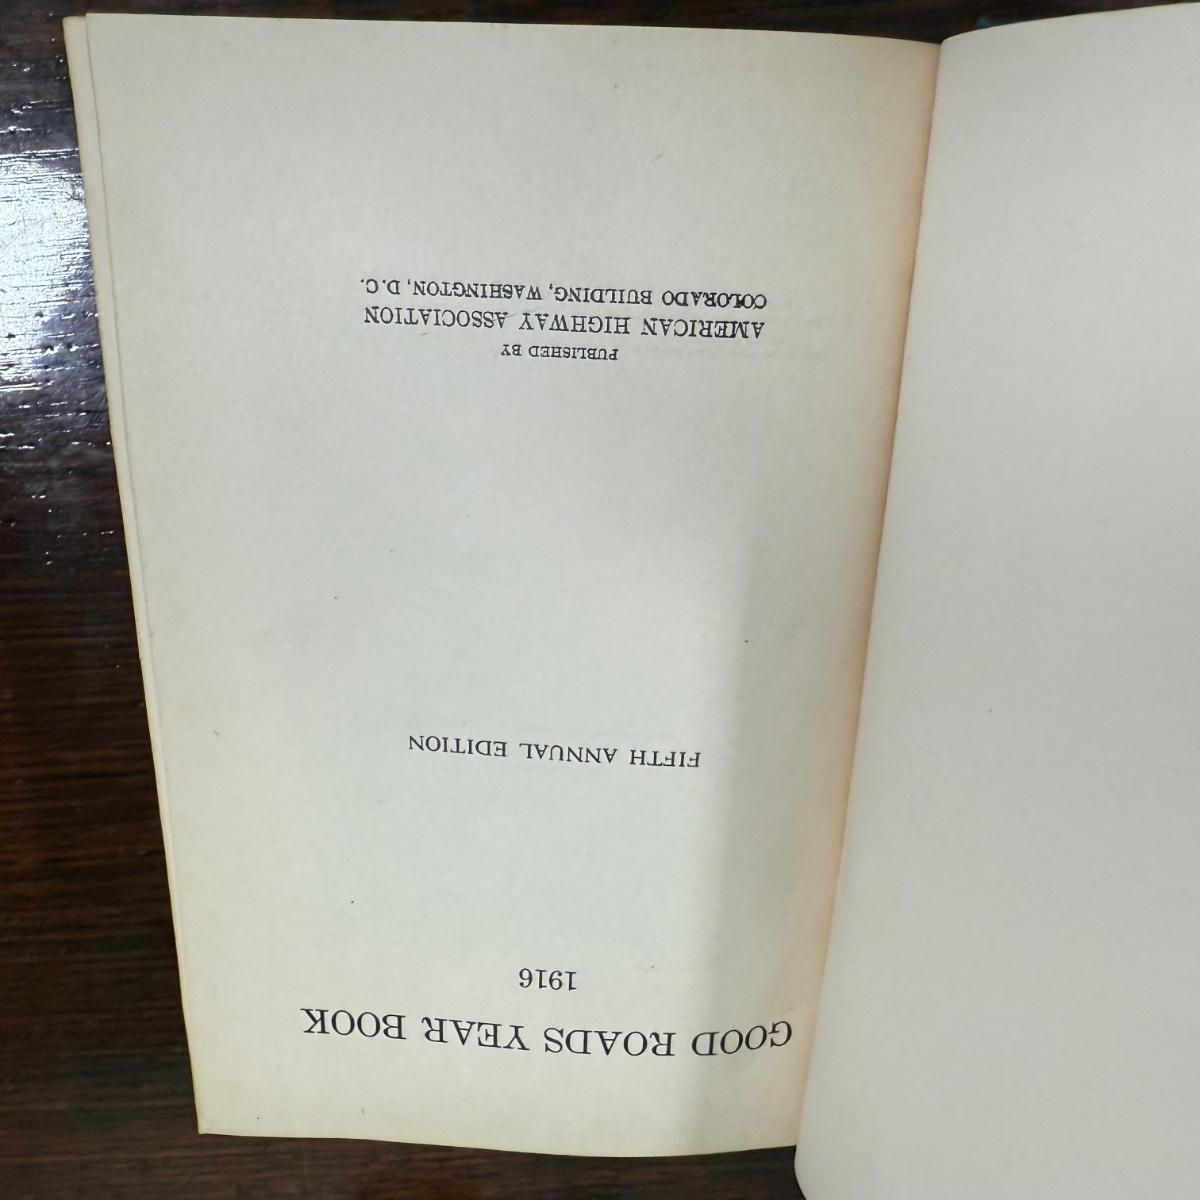 GOOD ROADS YEAR BOOK
1916
FIFTH ANNUAL EDITION
PUBLISHED BY
AMERICAN HIGHWAY ASSOCIATION
COLORADO BUILDING, WASHINGTON, D. C.